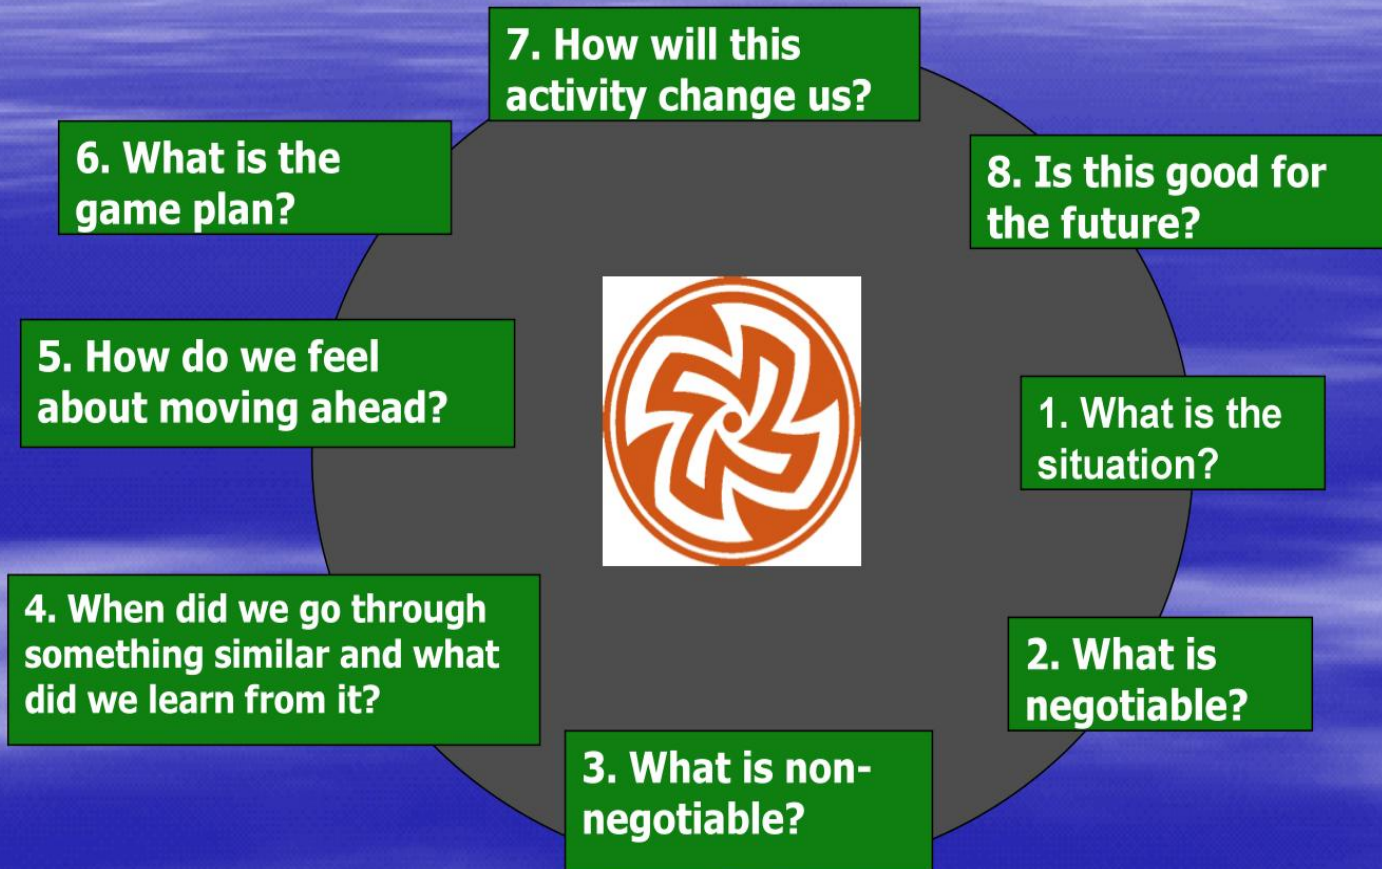 7. How will this
activity change us?
6. What is the
game plan?
8. Is this good for
the future?
5. How do we feel
about moving ahead?
1. What is the
situation?
4. When did we go through
something similar and what
did we learn from it?
2. What is
negotiable?
3. What is non-
negotiable?